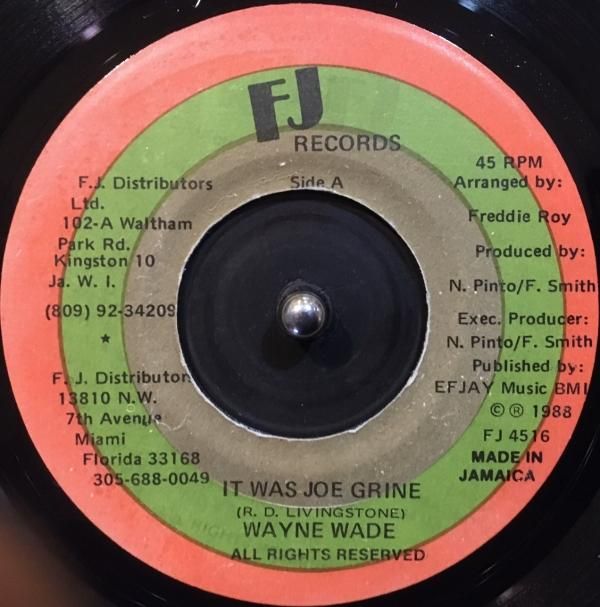 FJ
RECORDS
Side A
F.J. Distributors
Ltd.
102-A Waltham
Park Rd.
Kingston 10
Ja. W. I.
(809) 92-34209
★
F. J. Distributor
13810 N.W.
7th Avenue
Miami
Florida 33168
305-688-0049
45 RPM
Arranged by:
Freddie Roy
Produced by:
N. Pinto/F. Smith
Exec. Producer:
N. Pinto/F. Smith
Published by:
EFJAY Music BMI
© ® 1988
FJ 4516
MADE IN
JAMAICA
IT WAS JOE GRINE
(R. D. LIVINGSTONE)
WAYNE WADE
ALL RIGHTS RESERVED